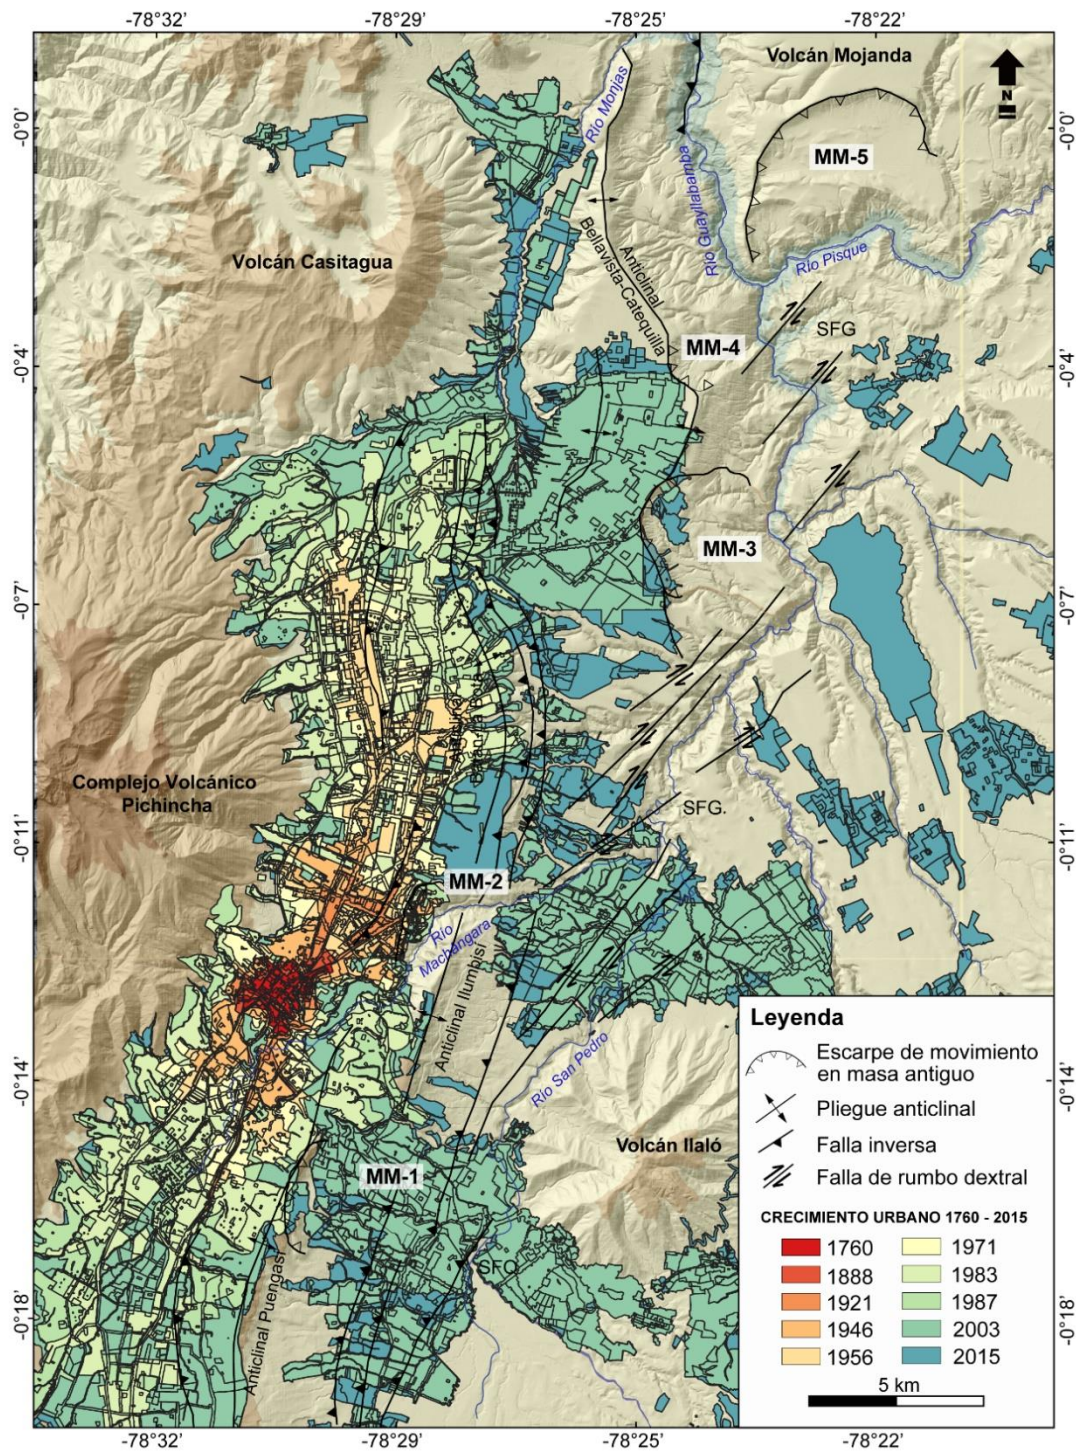 -78°32'
-78°29'
-78°25'
-78°22'
Volcán Mojanda
N
Río Monjas
-0°0'
-0°0'
MM-5
Río Guayllabamba
Anticlinal
Bellavista-Catequilla
Volcán Casitagua
Río Pisque
SFG
MM-4
-0°4'
-0°4'
MM-3
-0°7'
-0°7'
Anticlinal
Complejo Volcánico
Pichincha
SFG.
-0°11'
-0°11'
MM-2
Río
Machángara
Anticlinal Ilumbisí
Leyenda
Escarpe de movimiento
en masa antiguo
Pliegue anticlinal
Falla inversa
Falla de rumbo dextral
CRECIMIENTO URBANO 1760 - 2015
1760
1971
1888
1983
1921
1987
1946
2003
1956
2015
5 km
-0°14'
-0°14'
Río San Pedro
Volcán Ilaló
MM-1
SFQ
Anticlinal Puengasí
-0°18'
-0°18'
-78°32'
-78°29'
-78°25'
-78°22'